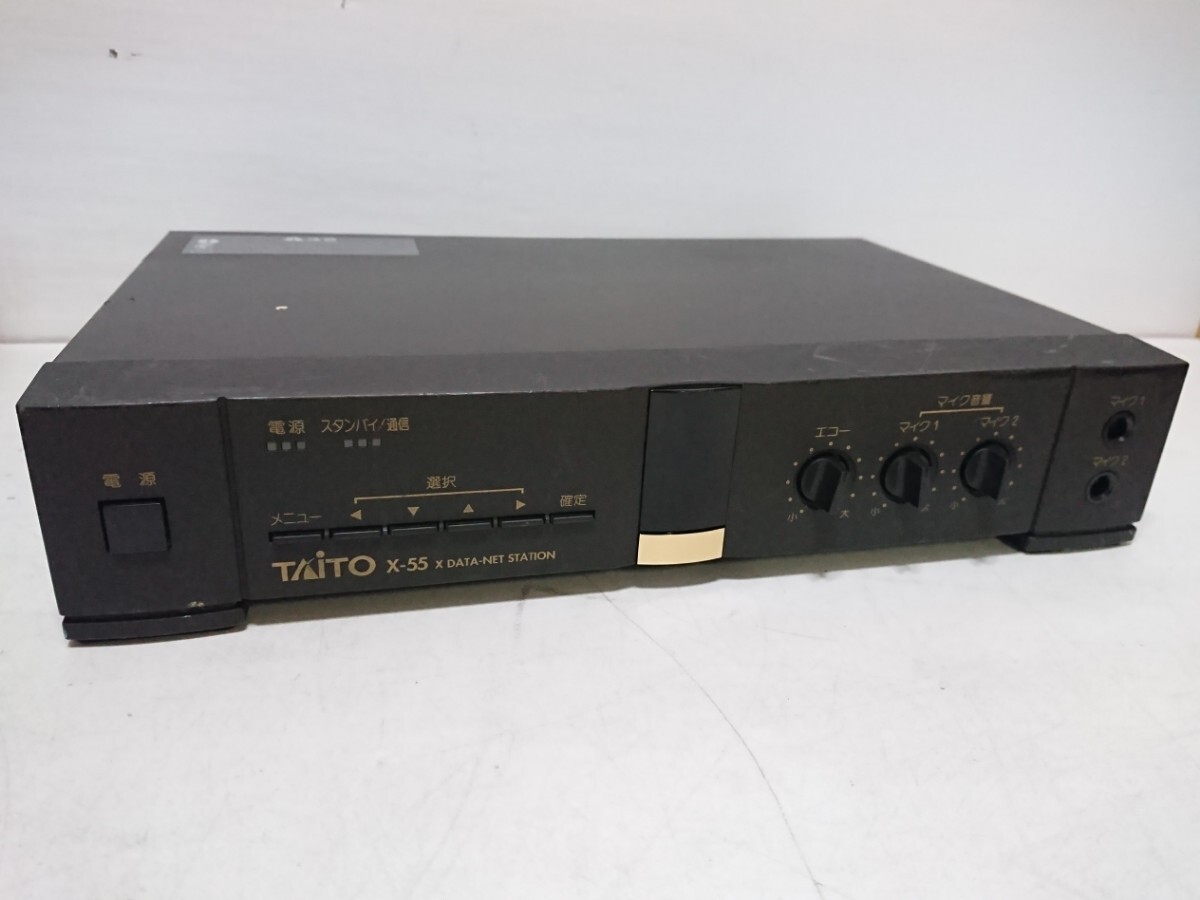 電源
電源 スタンバイ/通信
選択
メニュー ◀ ▼ ▲ ▶ 確定
TAITO X-55 X DATA-NET STATION
マイク音量
エコー マイク1 マイク2
小 大 小 大 小
マイク1
マイク2